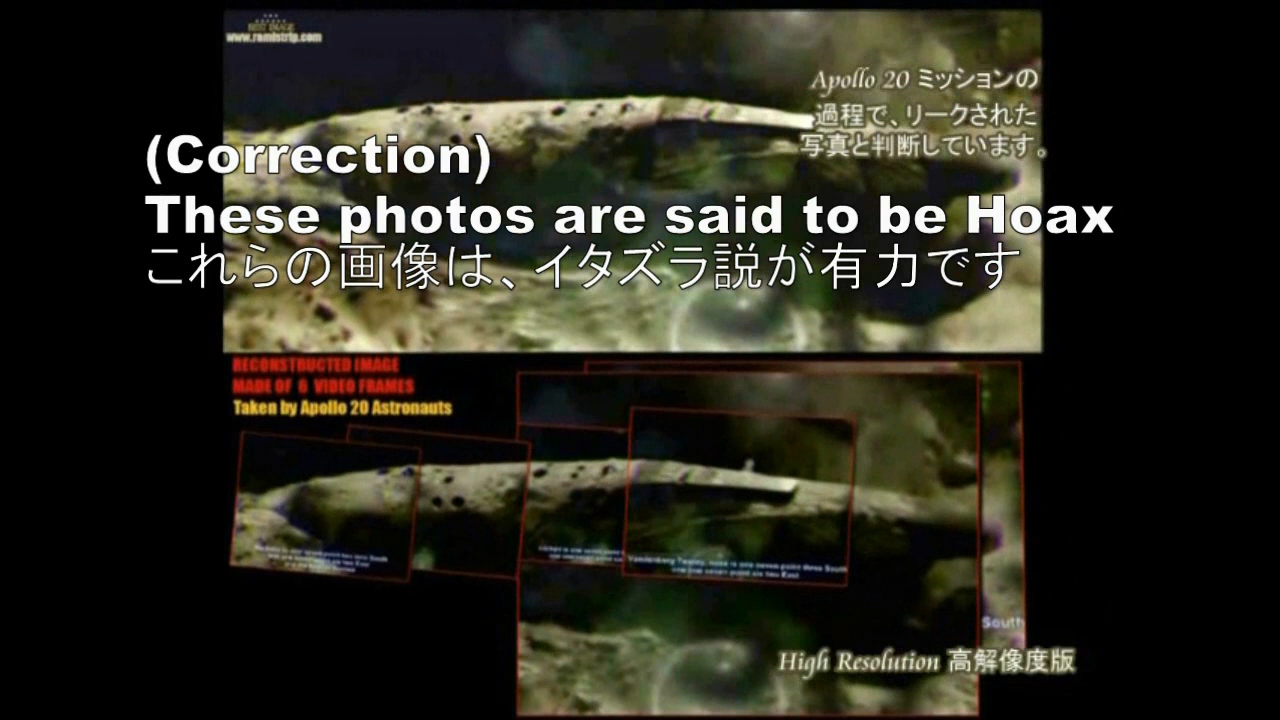 BEST IMAGE
www.ramistrip.com
Apollo 20 ミッションの
過程で、リークされた
写真と判断しています。
(Correction)
These photos are said to be Hoax
これらの画像は、イタズラ説が有力です
RECONSTRUCTED IMAGE
MADE OF 6 VIDEO FRAMES
Taken by Apollo 20 Astronauts
South
High Resolution 高解像度版